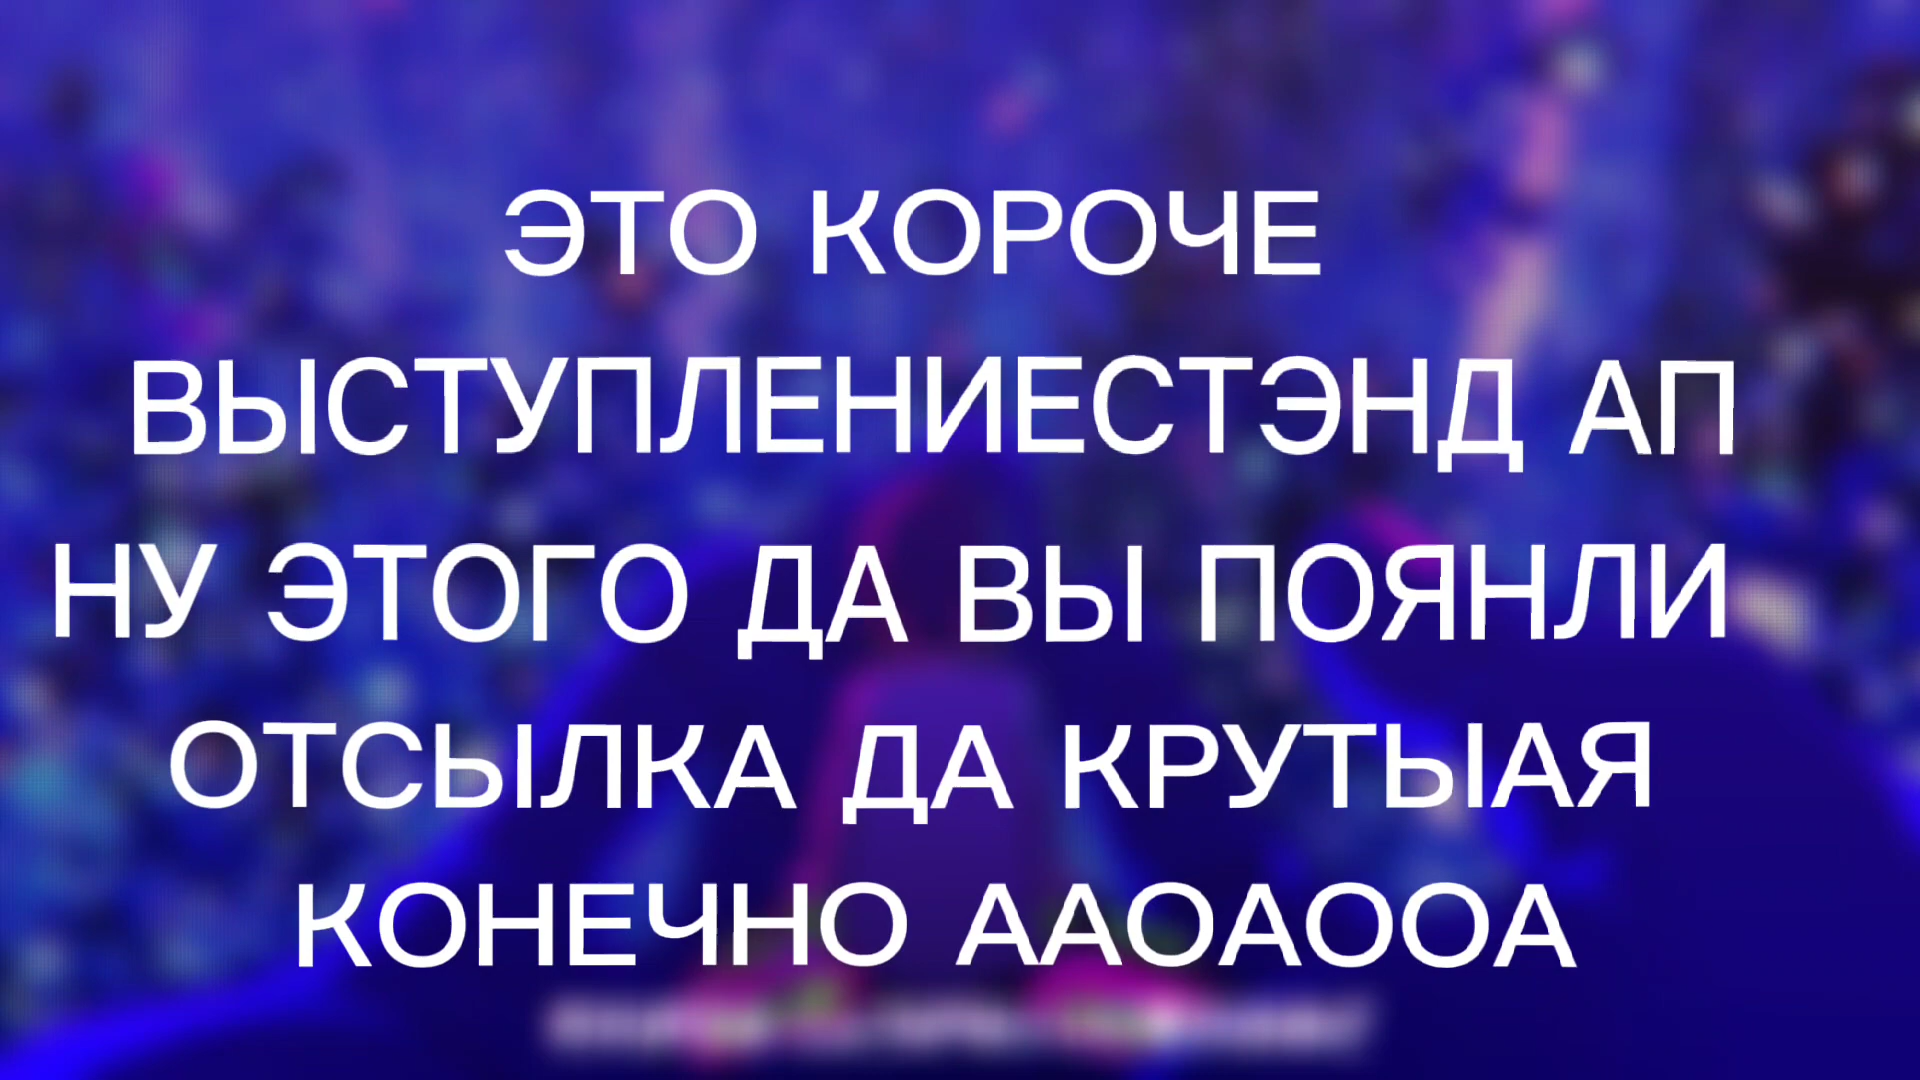 ЭТО КОРОЧЕ
ВЫСТУПЛЕНИЕСТЭНД АП
НУ ЭТОГО ДА ВЫ ПОЯНЛИ
ОТСЫЛКА ДА КРУТЫАЯ
КОНЕЧНО ААОАООА